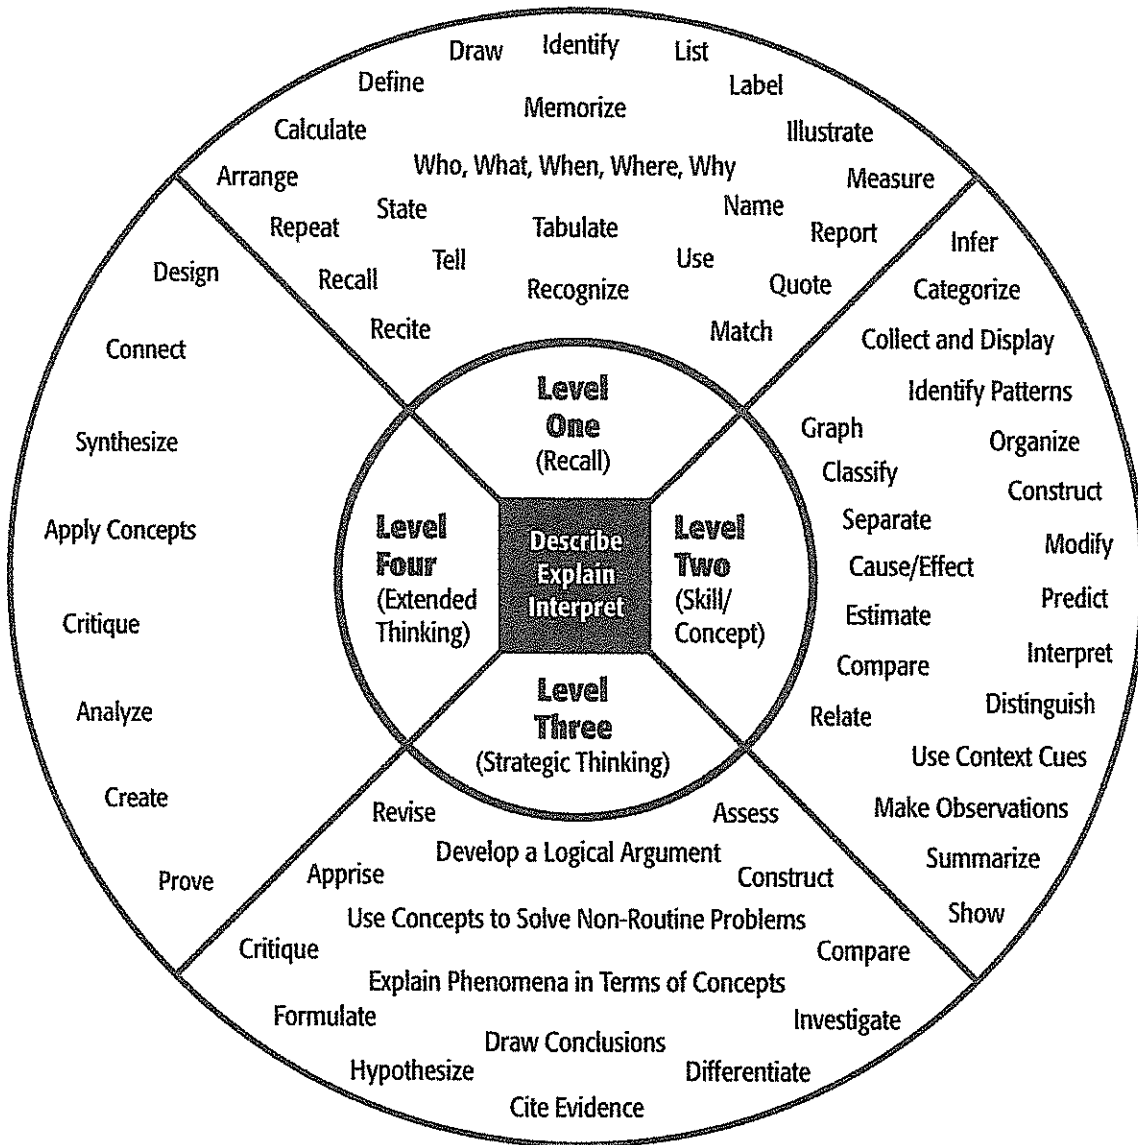 Draw
Identify
List
Define
Label
Memorize
Calculate
Illustrate
Who, What, When, Where, Why
Arrange
Measure
State
Name
Repeat
Tabulate
Report
Tell
Use
Recall
Recognize
Quote
Recite
Match
Level
One
(Recall)
Infer
Categorize
Collect and Display
Identify Patterns
Graph
Organize
Classify
Construct
Separate
Modify
Cause/Effect
Predict
Estimate
Interpret
Compare
Distinguish
Relate
Use Context Cues
Make Observations
Summarize
Show
Level
Two
(Skill/
Concept)
Describe
Explain
Interpret
Level
Four
(Extended
Thinking)
Design
Connect
Synthesize
Apply Concepts
Critique
Analyze
Create
Prove
Level
Three
(Strategic Thinking)
Revise
Assess
Develop a Logical Argument
Apprise
Construct
Use Concepts to Solve Non-Routine Problems
Critique
Compare
Explain Phenomena in Terms of Concepts
Formulate
Investigate
Draw Conclusions
Hypothesize
Differentiate
Cite Evidence